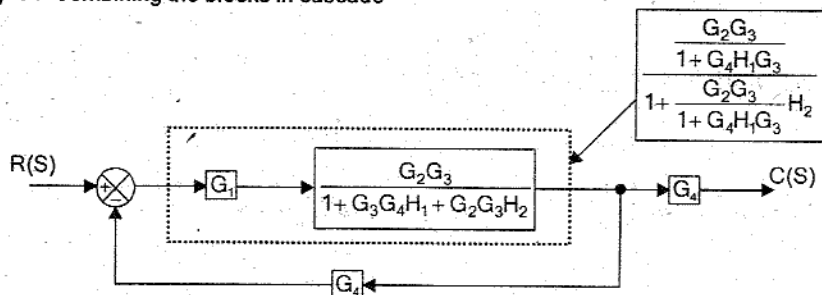 combining the blocks in cascade
G₂G₃
1 + G₄H₁G₃
1 + G₂G₃ H₂
1 + G₄H₁G₃
R(S)
+
−
G₁
G₂G₃
1 + G₃G₄H₁ + G₂G₃H₂
G₄
C(S)
G₄